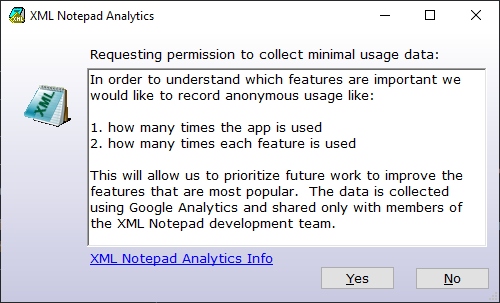 XML Notepad Analytics
Requesting permission to collect minimal usage data:
XML
In order to understand which features are important we
would like to record anonymous usage like:
1. how many times the app is used
2. how many times each feature is used
This will allow us to prioritize future work to improve the
features that are most popular.  The data is collected
using Google Analytics and shared only with members of
the XML Notepad development team.
XML Notepad Analytics Info
Yes
No